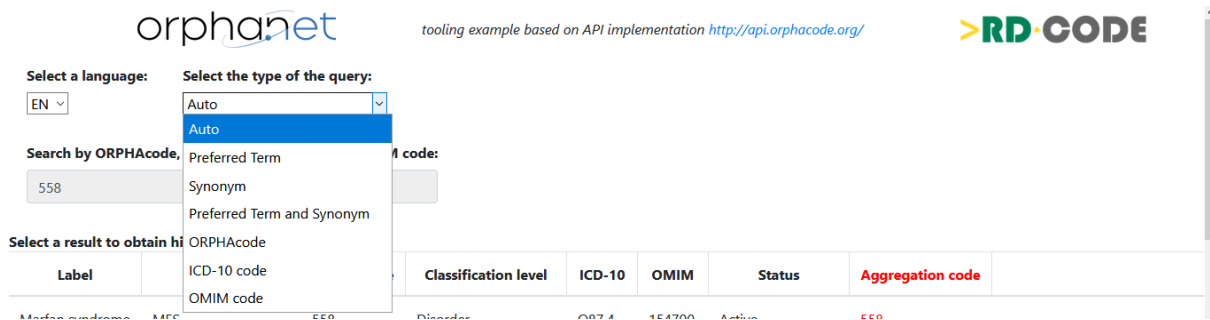 orphanet
tooling example based on API implementation http://api.orphacode.org/
>RD·CODE
Select a language: Select the type of the query:
EN Auto
Auto
Search by ORPHAcode, M code:
Preferred Term
558 Synonym
Preferred Term and Synonym
Select a result to obtain hi
ORPHAcode
ICD-10 code
OMIM code
Label Classification level ICD-10 OMIM Status Aggregation code
Marfan syndrome MFS 558 Disorder Q87.4 154700 Active 558